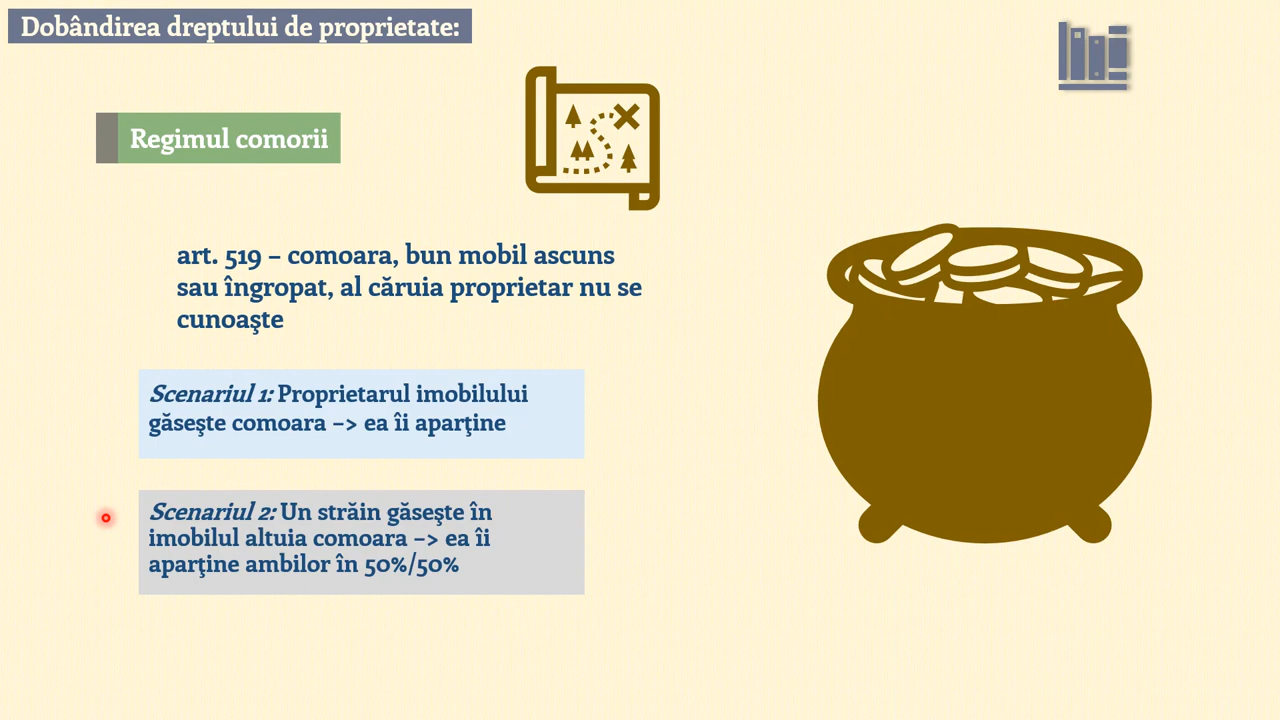 Dobândirea dreptului de proprietate:
Regimul comorii
art. 519 – comoara, bun mobil ascuns
sau îngropat, al căruia proprietar nu se
cunoaşte
Scenariul 1: Proprietarul imobilului
găseşte comoara –> ea îi aparţine
Scenariul 2: Un străin găseşte în
imobilul altuia comoara –> ea îi
aparţine ambilor în 50%/50%